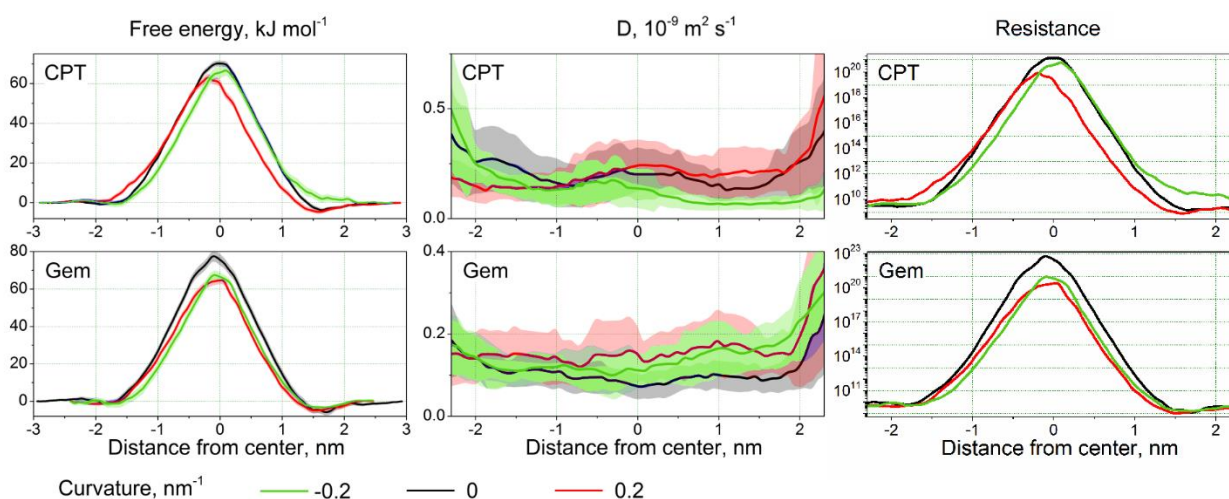 Free energy, kJ mol⁻¹
D, 10⁻⁹ m² s⁻¹
Resistance
CPT
60
40
20
0
-3 -2 -1 0 1 2 3
CPT
0.5
0.0
-2 -1 0 1 2
CPT
10²⁰
10¹⁸
10¹⁶
10¹⁴
10¹²
10¹⁰
-2 -1 0 1 2
Gem
80
60
40
20
0
-3 -2 -1 0 1 2 3
Distance from center, nm
Gem
0.4
0.2
0.0
-2 -1 0 1 2
Distance from center, nm
Gem
10²³
10²⁰
10¹⁷
10¹⁴
10¹¹
-2 -1 0 1 2
Distance from center, nm
Curvature, nm⁻¹ -0.2 0 0.2